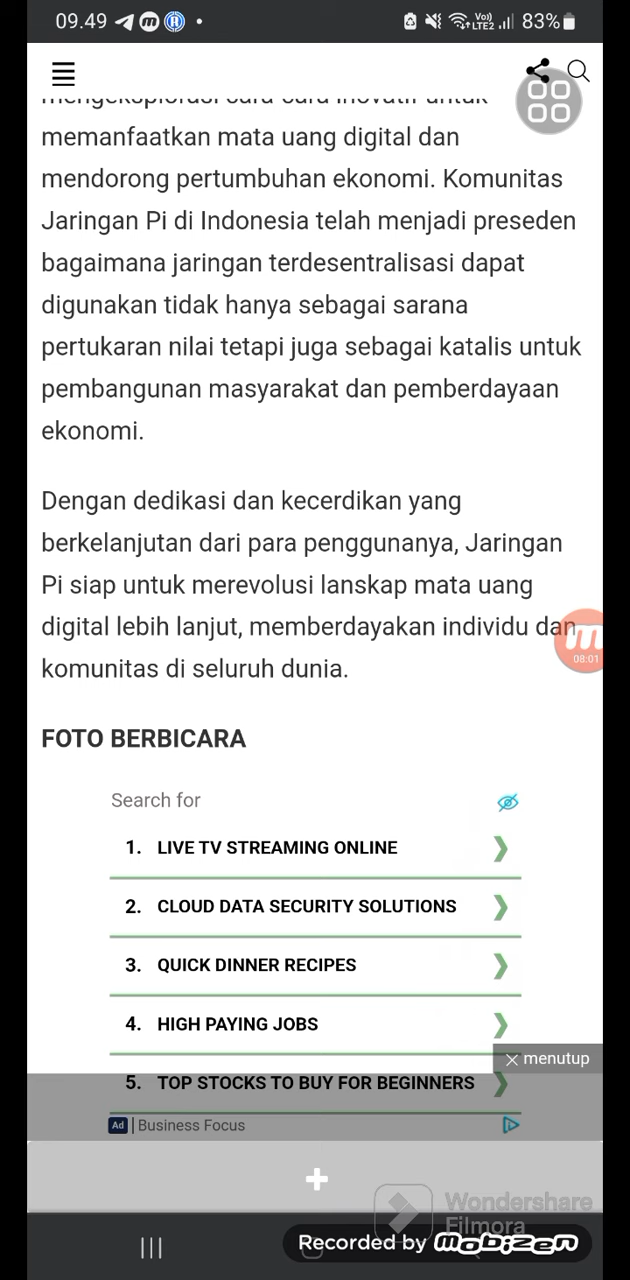 09.49
Vo)) LTE2 83%
memanfaatkan mata uang digital dan
mendorong pertumbuhan ekonomi. Komunitas
Jaringan Pi di Indonesia telah menjadi preseden
bagaimana jaringan terdesentralisasi dapat
digunakan tidak hanya sebagai sarana
pertukaran nilai tetapi juga sebagai katalis untuk
pembangunan masyarakat dan pemberdayaan
ekonomi.
Dengan dedikasi dan kecerdikan yang
berkelanjutan dari para penggunanya, Jaringan
Pi siap untuk merevolusi lanskap mata uang
digital lebih lanjut, memberdayakan individu dan
komunitas di seluruh dunia.
m
08:01
FOTO BERBICARA
Search for
1. LIVE TV STREAMING ONLINE
2. CLOUD DATA SECURITY SOLUTIONS
3. QUICK DINNER RECIPES
4. HIGH PAYING JOBS
menutup
5. TOP STOCKS TO BUY FOR BEGINNERS
Ad | Business Focus
Wondershare
Filmora
Recorded by mobizen